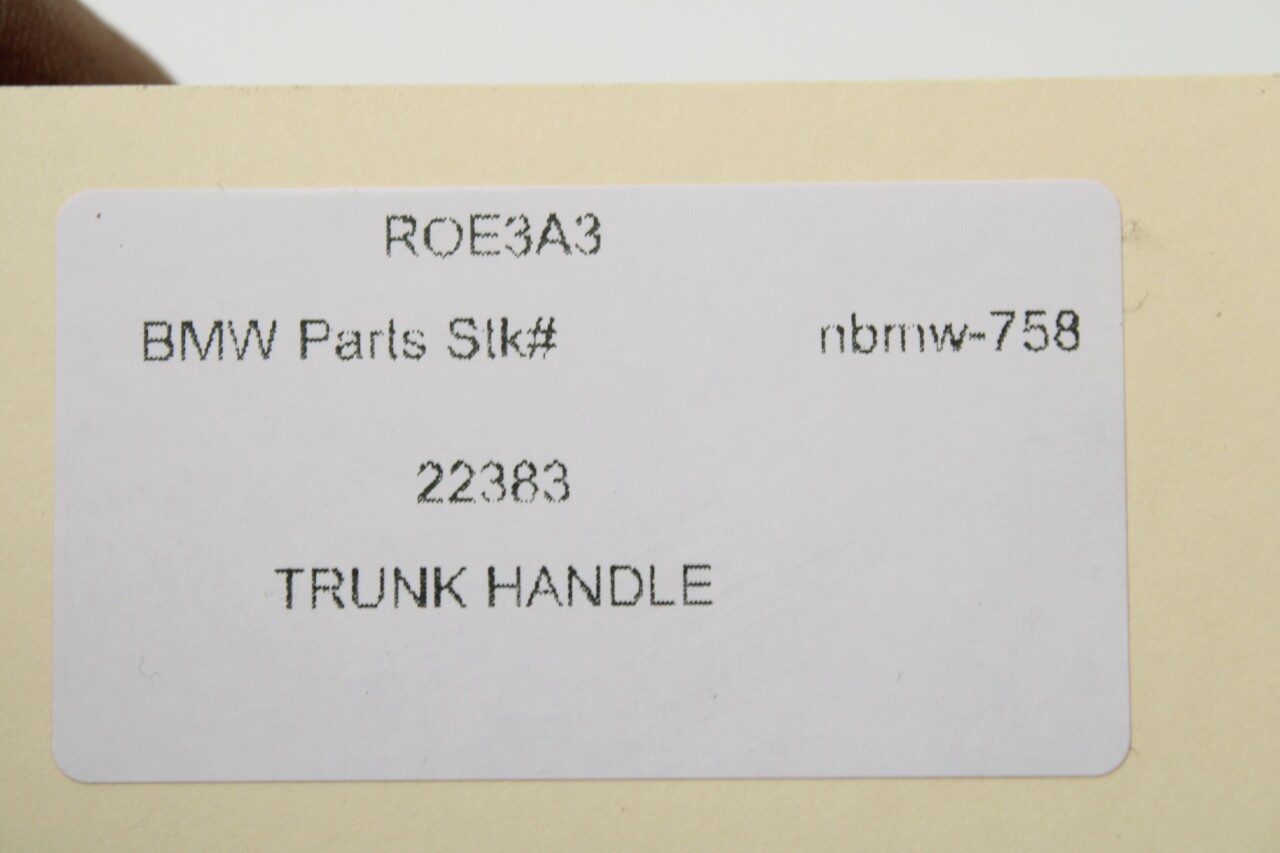 ROE3A3
BMW Parts Stk# nbmw-758
22383
TRUNK HANDLE